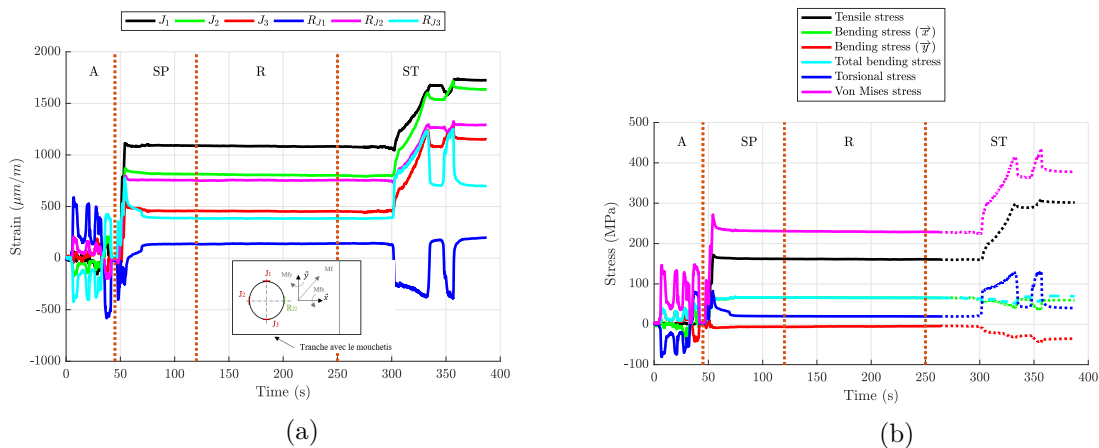 J1 J2 J3 RJ1 RJ2 RJ3
A SP R ST
2000
1500
1000
500
0
-500
-1000
Strain (μm/m)
0 50 100 150 200 250 300 350 400
Time (s)
J1
Mfy
y
Mf
Mfx
J2
RJ2
x
J3
Tranche avec le mouchetis
(a)
Tensile stress
Bending stress (x)
Bending stress (y)
Total bending stress
Torsional stress
Von Mises stress
A SP R ST
500
400
300
200
100
0
-100
Stress (MPa)
0 50 100 150 200 250 300 350 400
Time (s)
(b)